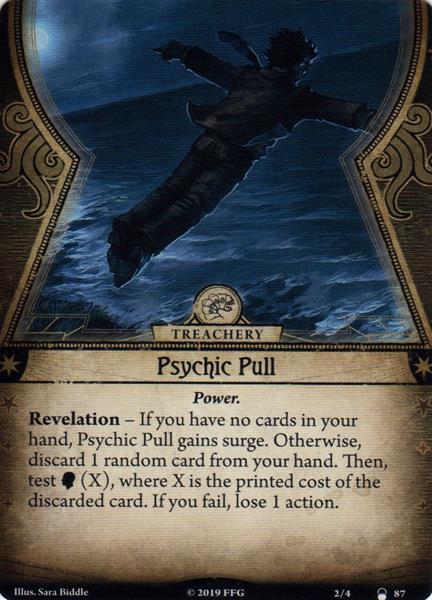 TREACHERY
Psychic Pull
Power.
Revelation – If you have no cards in your
hand, Psychic Pull gains surge. Otherwise,
discard 1 random card from your hand. Then,
test (X), where X is the printed cost of the
discarded card. If you fail, lose 1 action.
Illus. Sara Biddle © 2019 FFG 2/4 87